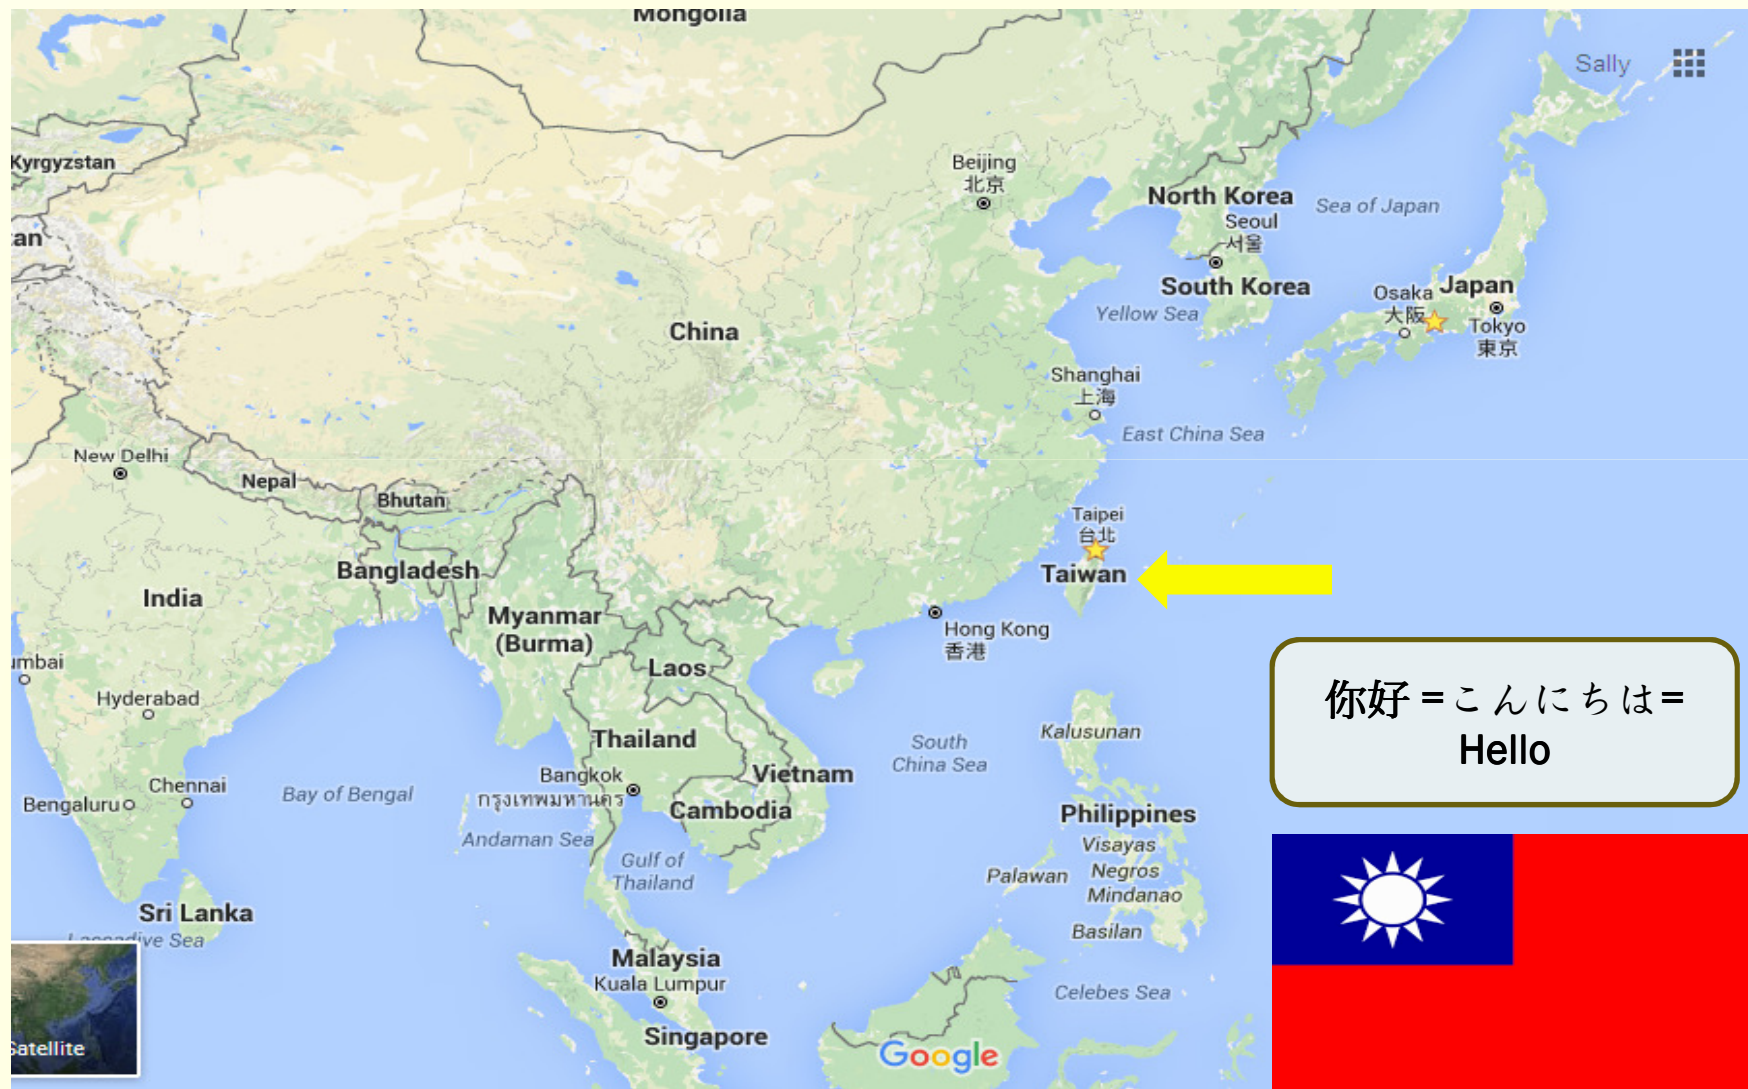 Mongolia
Sally
Kyrgyzstan
Beijing
北京
North Korea
Sea of Japan
Seoul
서울
an
South Korea
Osaka
大阪
Japan
Yellow Sea
Tokyo
東京
China
Shanghai
上海
East China Sea
New Delhi
Nepal
Bhutan
Taipei
台北
Bangladesh
Taiwan
India
Myanmar
(Burma)
Hong Kong
香港
umbai
Laos
Hyderabad
你好 =こんにちは=
Hello
Kalusunan
Thailand
South
China Sea
Bangkok
กรุงเทพมหานคร
Vietnam
Chennai
Bengaluru
Bay of Bengal
Cambodia
Philippines
Andaman Sea
Visayas
Gulf of
Thailand
Palawan
Negros
Mindanao
Sri Lanka
Basilan
Laccadive Sea
Malaysia
Kuala Lumpur
Celebes Sea
Singapore
Satellite
Google